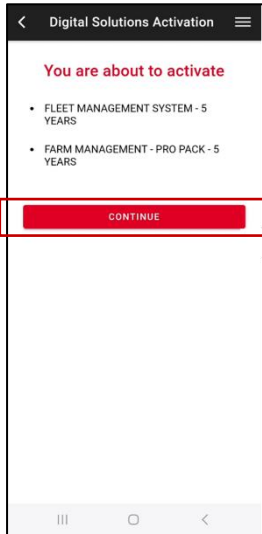 Digital Solutions Activation
You are about to activate
• FLEET MANAGEMENT SYSTEM - 5
YEARS
• FARM MANAGEMENT - PRO PACK - 5
YEARS
CONTINUE